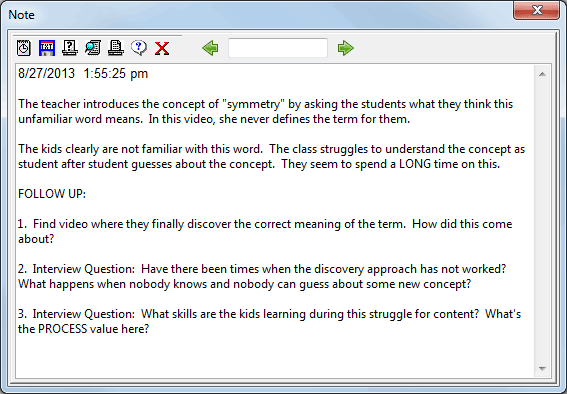 Note
TXT
8/27/2013  1:55:25 pm
The teacher introduces the concept of "symmetry" by asking the students what they think this
unfamiliar word means.  In this video, she never defines the term for them.
The kids clearly are not familiar with this word.  The class struggles to understand the concept as
student after student guesses about the concept.  They seem to spend a LONG time on this.
FOLLOW UP:
1.  Find video where they finally discover the correct meaning of the term.  How did this come
about?
2.  Interview Question:  Have there been times when the discovery approach has not worked?
What happens when nobody knows and nobody can guess about some new concept?
3.  Interview Question:  What skills are the kids learning during this struggle for content?  What's
the PROCESS value here?